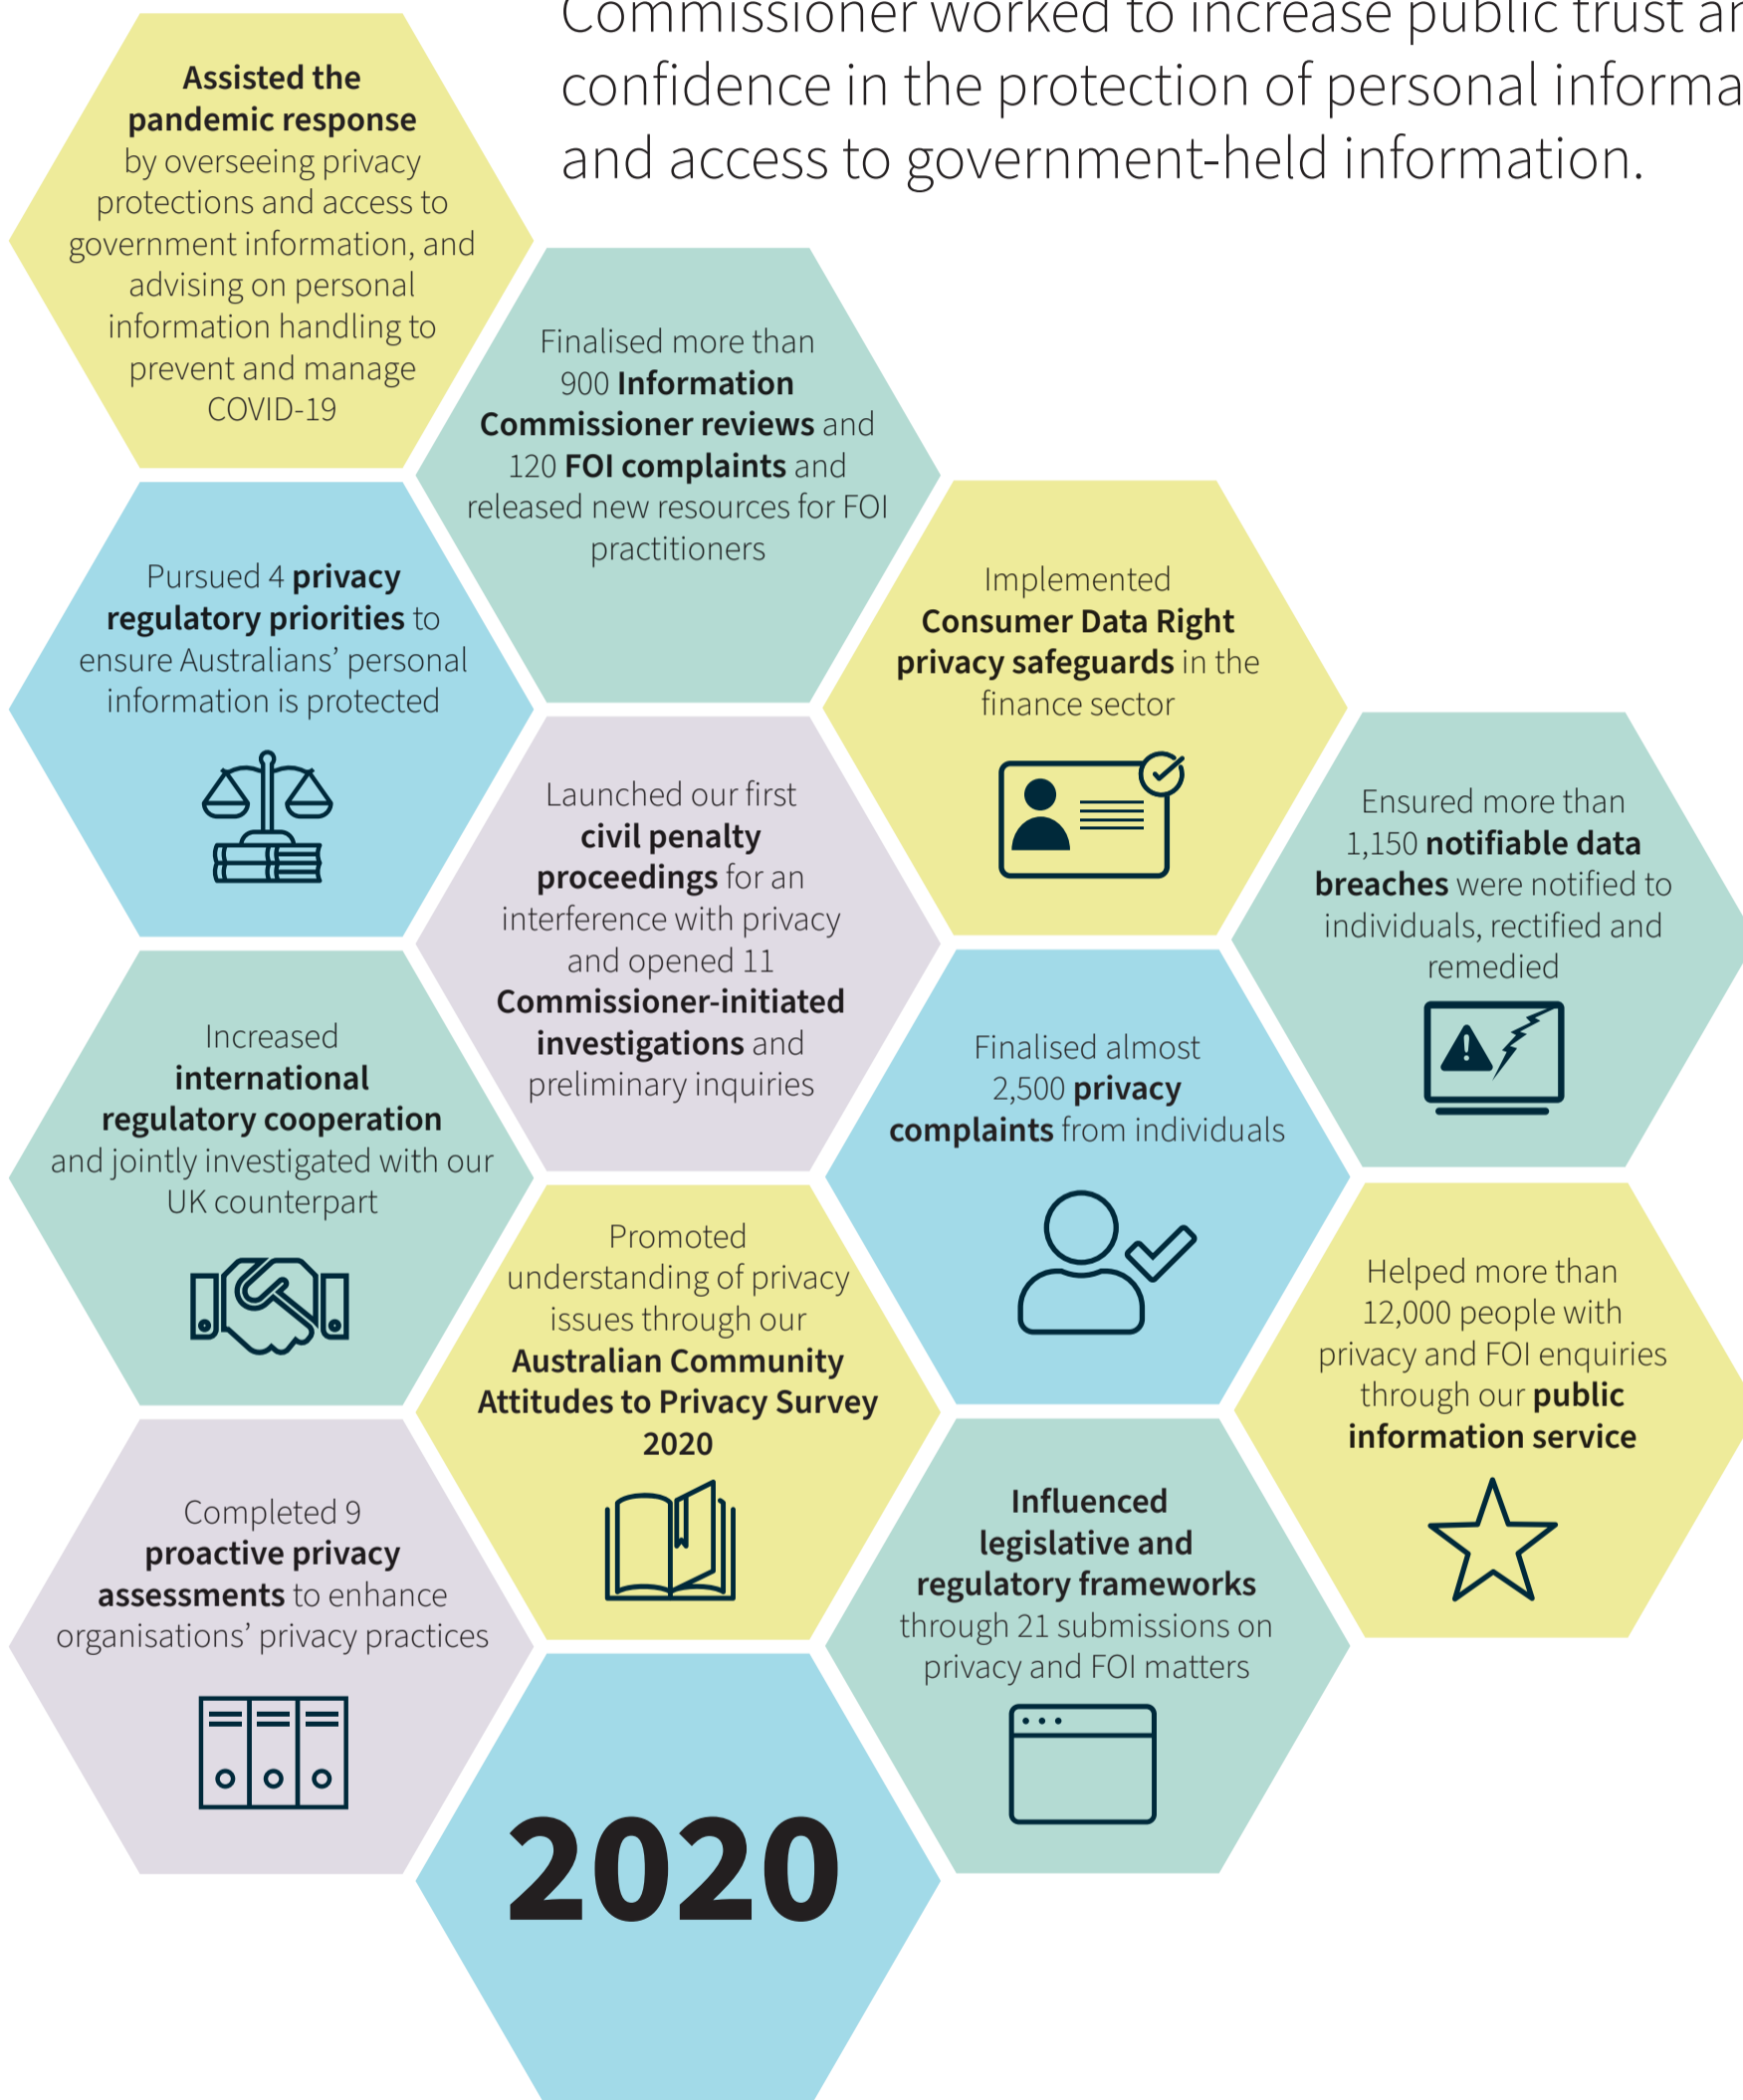 Commissioner worked to increase public trust
confidence in the protection of personal
and access to government-held information.
Assisted the
pandemic response
by overseeing privacy
protections and access to
government information, and
advising on personal
information handling to
prevent and manage
COVID-19
Finalised more than
900 Information
Commissioner reviews and
120 FOI complaints and
released new resources for FOI
practitioners
Pursued 4 privacy
regulatory priorities to
ensure Australians’ personal
information is protected
Implemented
Consumer Data Right
privacy safeguards in the
finance sector
Launched our first
civil penalty
proceedings for an
interference with privacy
and opened 11
Commissioner-initiated
investigations and
preliminary inquiries
Ensured more than
1,150 notifiable data
breaches were notified to
individuals, rectified and
remedied
Increased
international
regulatory cooperation
and jointly investigated with our
UK counterpart
Finalised almost
2,500 privacy
complaints from individuals
Promoted
understanding of privacy
issues through our
Australian Community
Attitudes to Privacy Survey
2020
Helped more than
12,000 people with
privacy and FOI enquiries
through our public
information service
Completed 9
proactive privacy
assessments to enhance
organisations’ privacy practices
Influenced
legislative and
regulatory frameworks
through 21 submissions on
privacy and FOI matters
2020